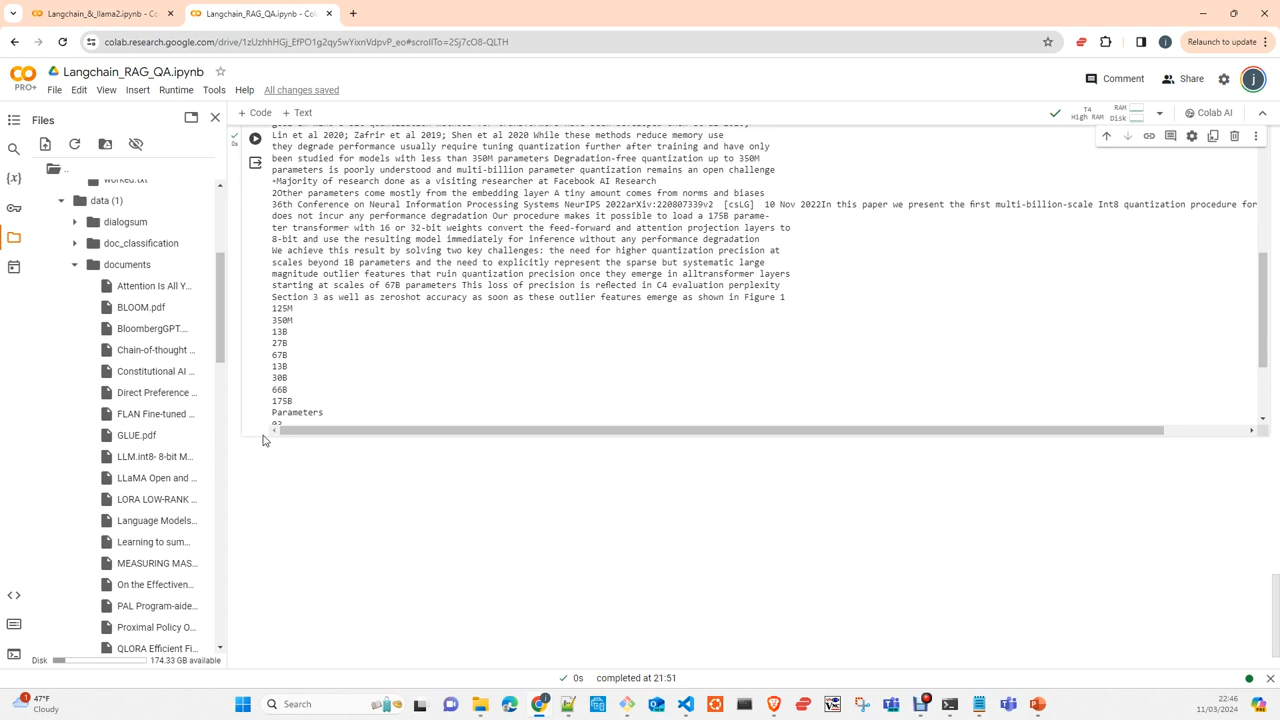 Langchain_&_llama2.ipynb - Co
Langchain_RAG_QA.ipynb - Col
colab.research.google.com/drive/1zUzhhHGj_EfPO1g2qy5wYixnVdpvP_eo#scrollTo=2Sj7cO8-QLTH
j
Relaunch to update
PRO+
Langchain_RAG_QA.ipynb
File Edit View Insert Runtime Tools Help All changes saved
Comment
Share
j
Files
+ Code + Text
T4
High RAM
RAM
Disk
Colab AI
..
worked.txt
data (1)
dialogsum
doc_classification
documents
Attention Is All Y...
BLOOM.pdf
BloombergGPT....
Chain-of-thought ...
Constitutional AI ...
Direct Preference ...
FLAN Fine-tuned ...
GLUE.pdf
LLM.int8- 8-bit M...
LLaMA Open and ...
LORA LOW-RANK ...
Language Models...
Learning to sum...
MEASURING MAS...
On the Effectiven...
PAL Program-aide...
Proximal Policy O...
QLORA Efficient Fi...
Disk
174.33 GB available
0s
Lin et al 2020; Zafrir et al 2019; Shen et al 2020 While these methods reduce memory use
they degrade performance usually require tuning quantization further after training and have only
been studied for models with less than 350M parameters Degradation-free quantization up to 350M
parameters is poorly understood and multi-billion parameter quantization remains an open challenge
∗Majority of research done as a visiting researcher at Facebook AI Research
2Other parameters come mostly from the embedding layer A tiny amount comes from norms and biases
36th Conference on Neural Information Processing Systems NeurIPS 2022arXiv:220807339v2 [csLG] 10 Nov 2022In this paper we present the first multi-billion-scale Int8 quantization procedure for
does not incur any performance degradation Our procedure makes it possible to load a 175B parame-
ter transformer with 16 or 32-bit weights convert the feed-forward and attention projection layers to
8-bit and use the resulting model immediately for inference without any performance degradation
We achieve this result by solving two key challenges: the need for higher quantization precision at
scales beyond 1B parameters and the need to explicitly represent the sparse but systematic large
magnitude outlier features that ruin quantization precision once they emerge in alltransformer layers
starting at scales of 67B parameters This loss of precision is reflected in C4 evaluation perplexity
Section 3 as well as zeroshot accuracy as soon as these outlier features emerge as shown in Figure 1
125M
350M
13B
27B
67B
13B
30B
66B
175B
Parameters
0s completed at 21:51
47°F
Cloudy
Search
22:46
11/03/2024